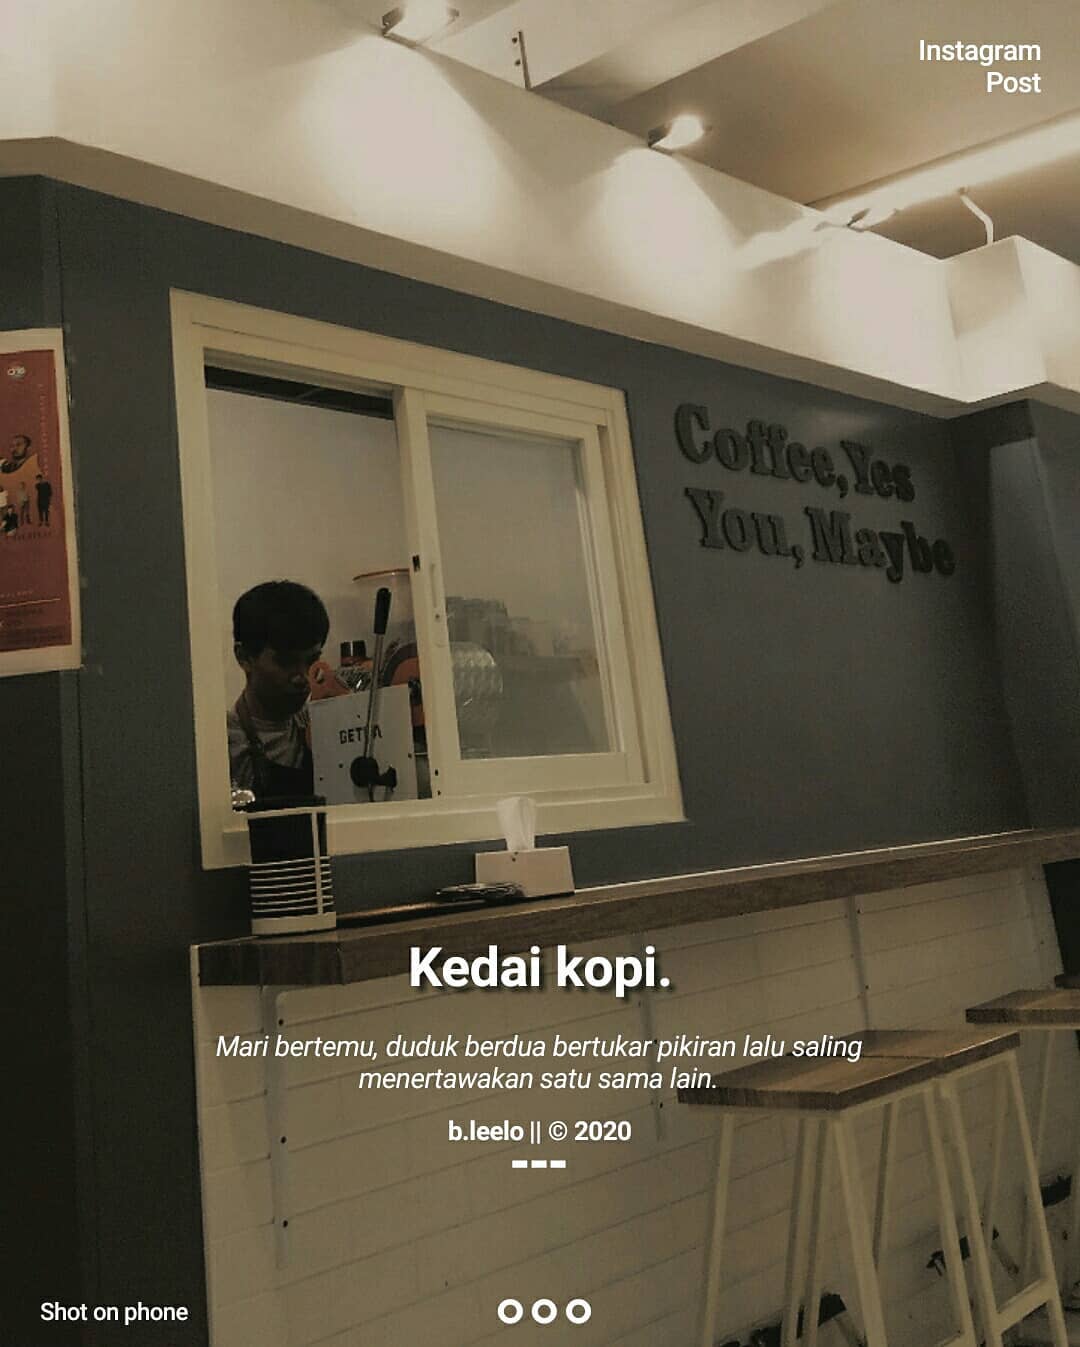 Instagram
Post
Coffee, Yes
You, Maybe
Kedai kopi.
Mari bertemu, duduk berdua bertukar pikiran lalu saling
menertawakan satu sama lain.
b.leelo || © 2020
Shot on phone